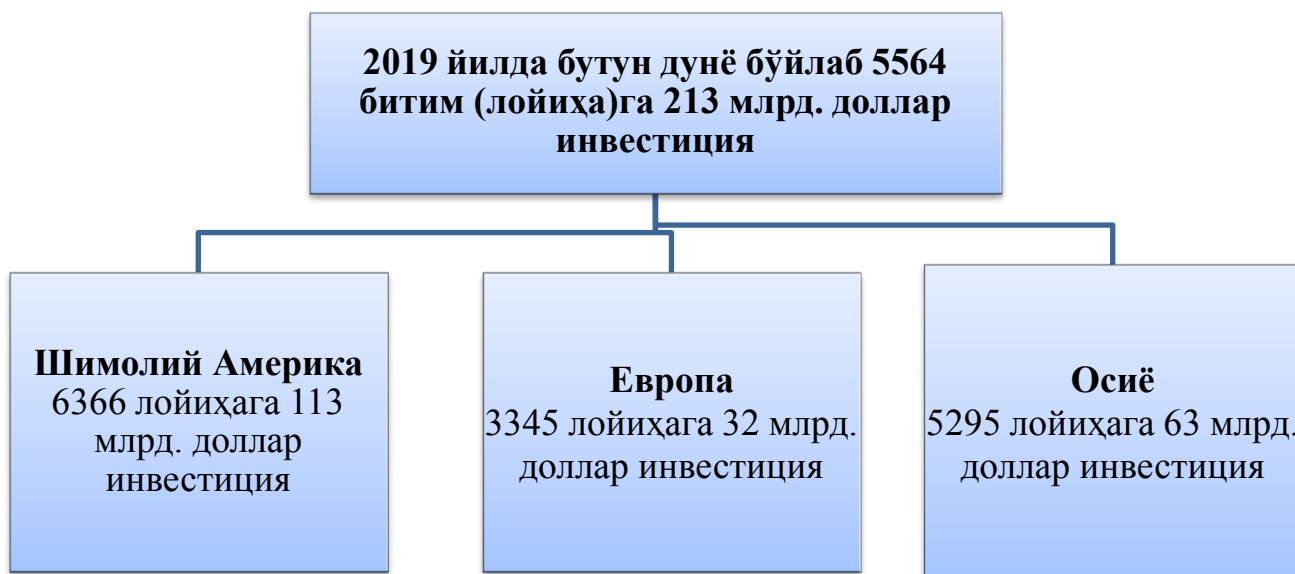 2019 йилда бутун дунё бўйлаб 5564
битим (лойиҳа)га 213 млрд. доллар
инвестиция
Шимолий Америка
6366 лойиҳага 113
млрд. доллар
инвестиция
Европа
3345 лойиҳага 32 млрд.
доллар инвестиция
Осиё
5295 лойиҳага 63 млрд.
доллар инвестиция